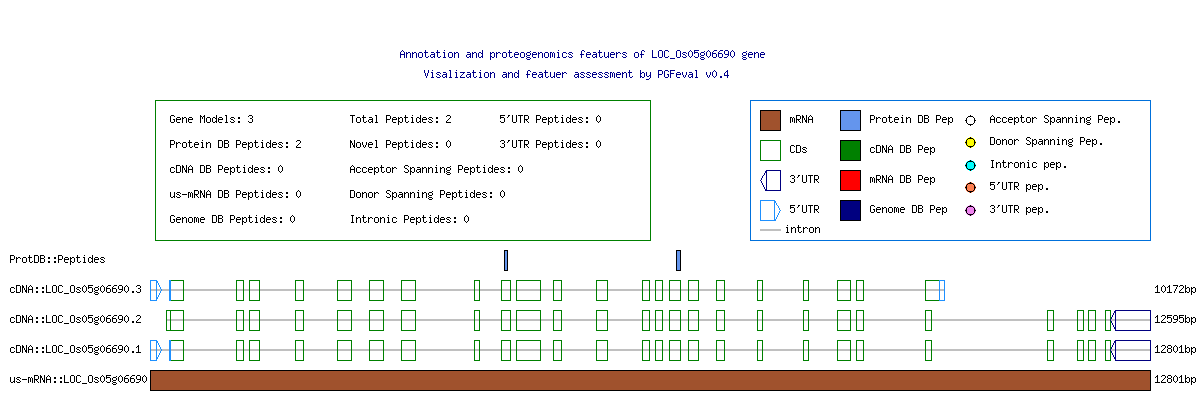 Annotation and proteogenomics featuers of LOC_Os05g06690 gene
Visalization and featuer assessment by PGFeval v0.4
Gene Models: 3 Total Peptides: 2 5'UTR Peptides: 0
Protein DB Peptides: 2 Novel Peptides: 0 3'UTR Peptides: 0
cDNA DB Peptides: 0 Acceptor Spanning Peptides: 0
us-mRNA DB Peptides: 0 Donor Spanning Peptides: 0
Genome DB Peptides: 0 Intronic Peptides: 0
mRNA Protein DB Pep Acceptor Spanning Pep.
CDs cDNA DB Pep Donor Spanning Pep.
3'UTR mRNA DB Pep Intronic pep.
5'UTR Genome DB Pep 5'UTR pep.
intron 3'UTR pep.
ProtDB::Peptides
cDNA::LOC_Os05g06690.3 10172bp
cDNA::LOC_Os05g06690.2 12595bp
cDNA::LOC_Os05g06690.1 12801bp
us-mRNA::LOC_Os05g06690 12801bp